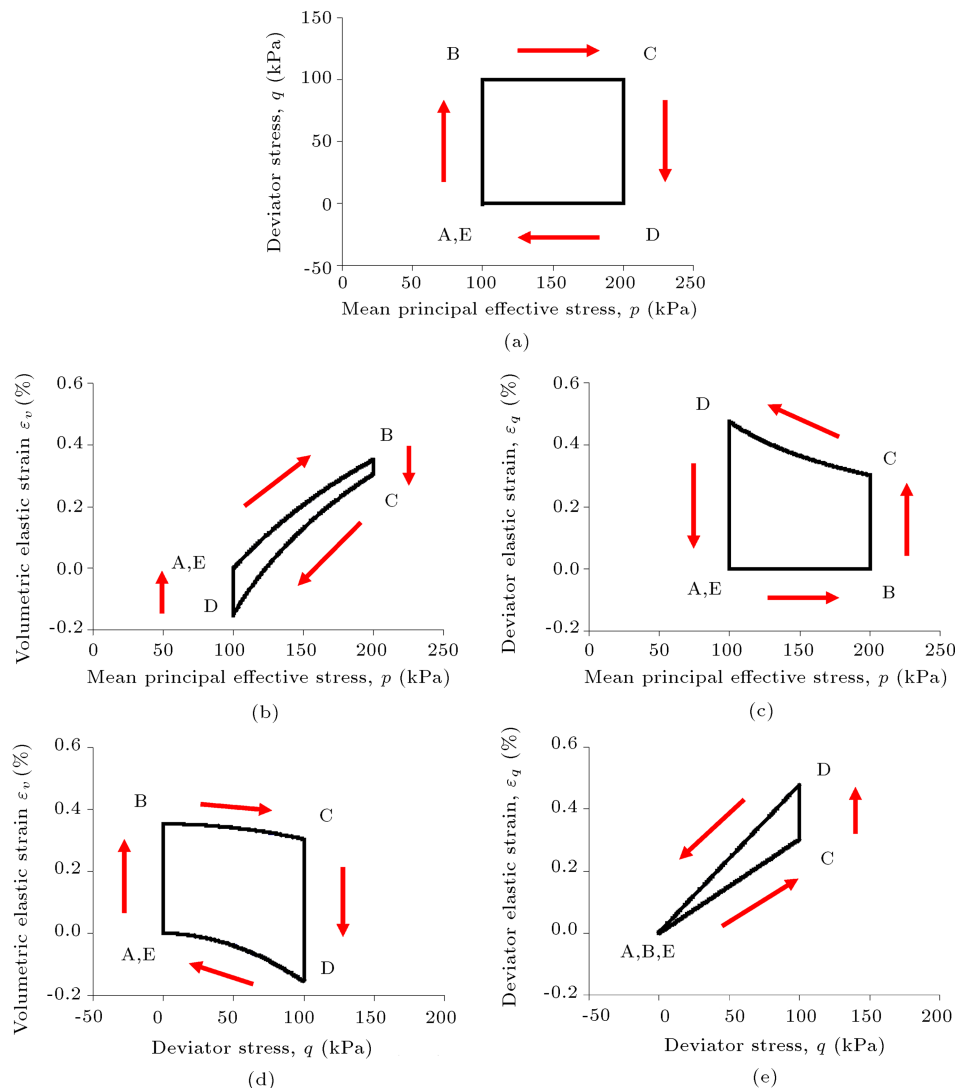 150
Deviator stress, q (kPa)
B
C
100
50
0
A,E
D
-50
0
50
100
150
200
250
Mean principal effective stress, p (kPa)
(a)
0.6
Volumetric elastic strain εv (%)
B
0.4
C
0.2
A,E
0.0
D
-0.2
0
50
100
150
200
250
Mean principal effective stress, p (kPa)
(b)
0.6
Deviator elastic strain, εq (%)
D
0.4
C
0.2
0.0
A,E
B
-0.2
0
50
100
150
200
250
Mean principal effective stress, p (kPa)
(c)
0.6
Volumetric elastic strain εv (%)
B
C
0.4
0.2
0.0
A,E
D
-0.2
-50
0
50
100
150
200
Deviator stress, q (kPa)
(d)
0.6
Deviator elastic strain, εq (%)
D
0.4
C
0.2
0.0
A,B,E
-0.2
-50
0
50
100
150
200
Deviator stress, q (kPa)
(e)